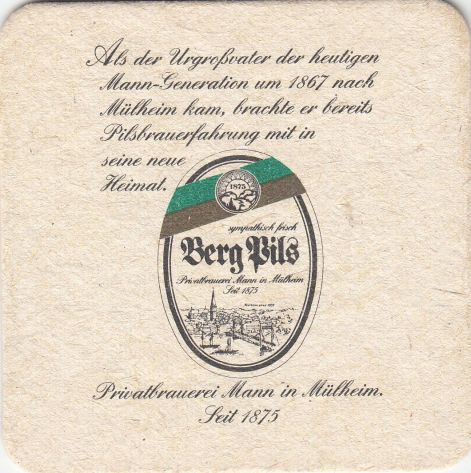 Als der Urgroßvater der heutigen
Mann-Generation um 1867 nach
Mülheim kam, brachte er bereits
Pilsbrauerfahrung mit in
seine neue
Heimat.
1875
sympathisch frisch
Berg Pils
Privatbrauerei Mann in Mülheim
Seit 1875
Privatbrauerei Mann in Mülheim.
Seit 1875